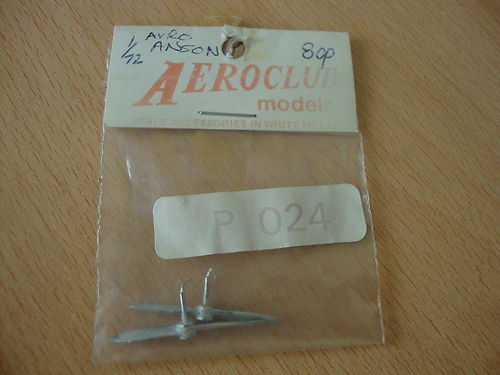 1/72 AVRO ANSON 80p
AEROCLUB
models
SCALE ACCESSORIES IN WHITE METAL
P 024